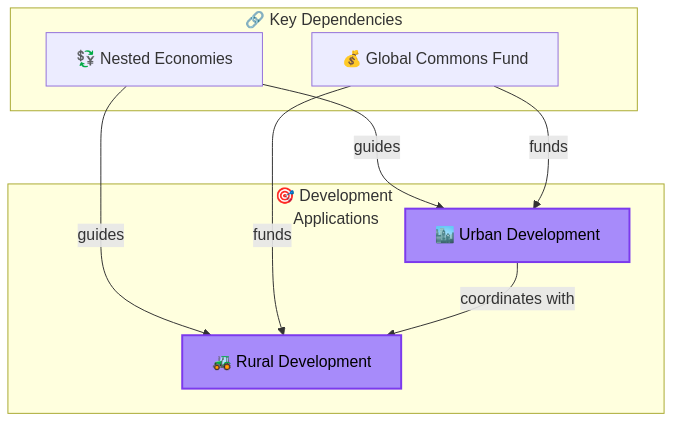 🔗 Key Dependencies
💱 Nested Economies
💰 Global Commons Fund
guides
funds
🎯 Development
Applications
guides
funds
🏙️ Urban Development
coordinates with
🚜 Rural Development